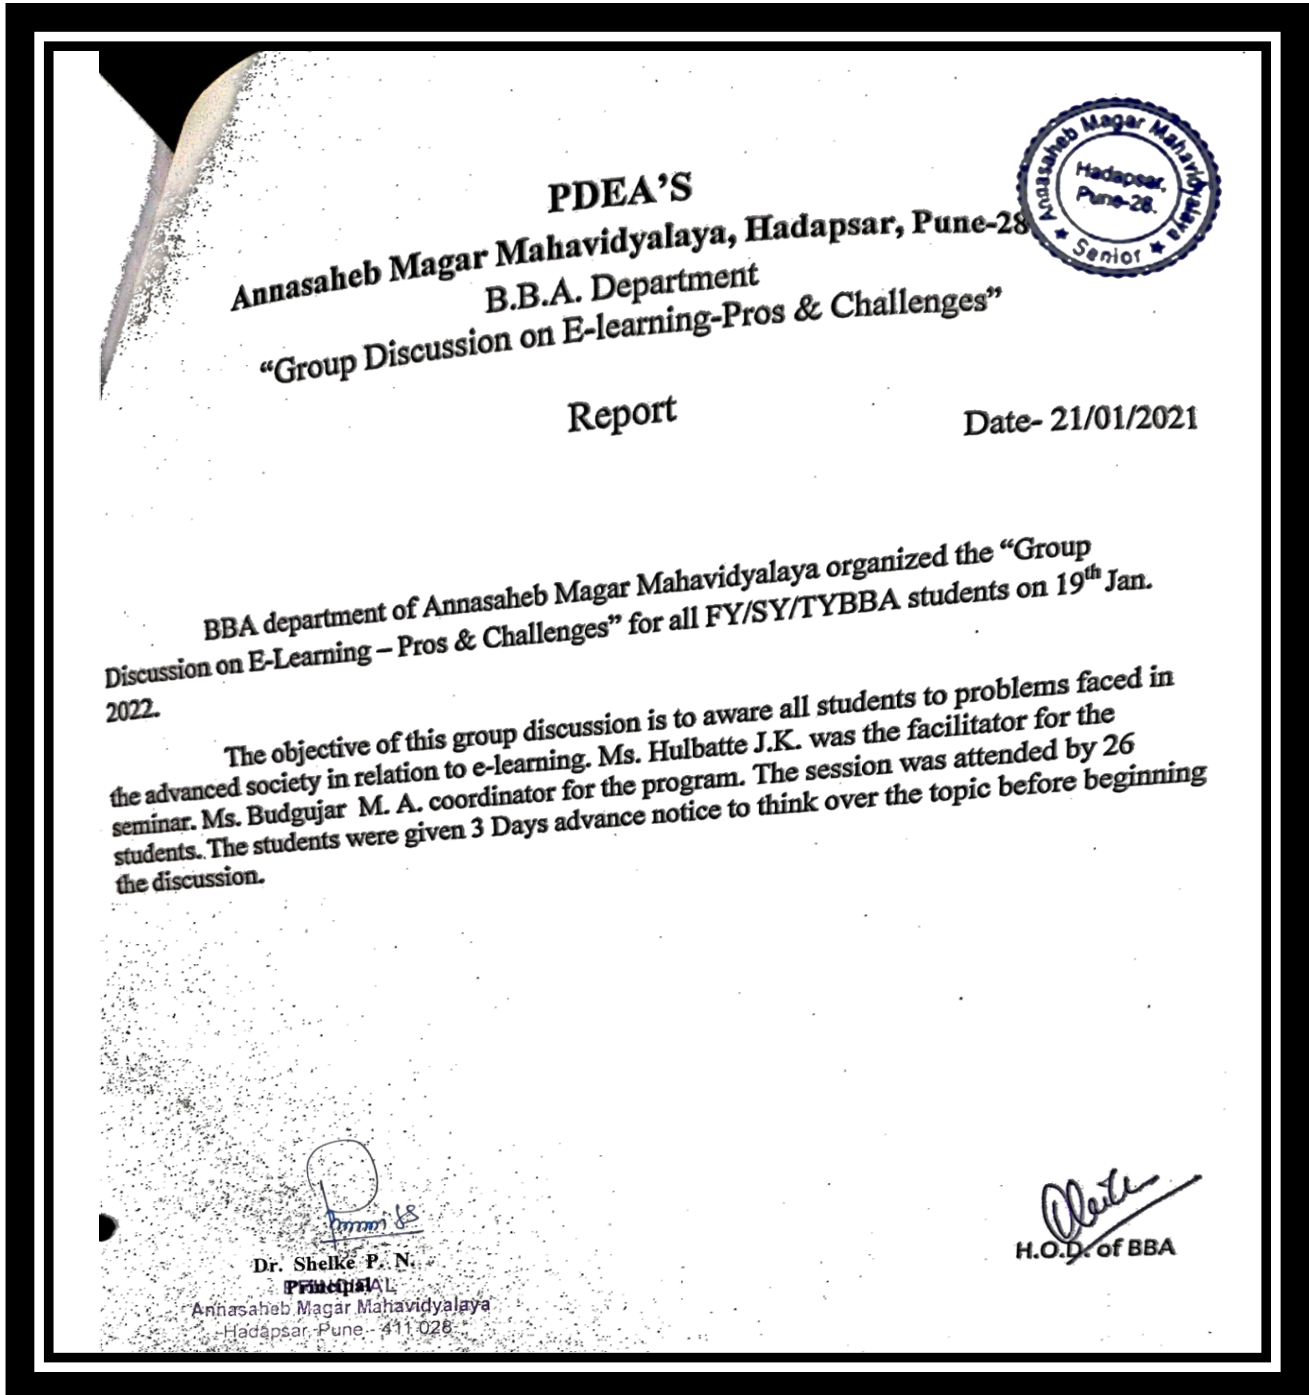 Annasaheb Magar Mahavidyalaya
Hadapsar,
Pune-28.
★ Senior ★
PDEA'S
Annasaheb Magar Mahavidyalaya, Hadapsar, Pune-28
B.B.A. Department
“Group Discussion on E-learning-Pros & Challenges”
Report
Date- 21/01/2021
BBA department of Annasaheb Magar Mahavidyalaya organized the “Group
Discussion on E-Learning – Pros & Challenges” for all FY/SY/TYBBA students on 19th Jan.
2022.
The objective of this group discussion is to aware all students to problems faced in
the advanced society in relation to e-learning. Ms. Hulbatte J.K. was the facilitator for the
seminar. Ms. Budgujar M. A. coordinator for the program. The session was attended by 26
students. The students were given 3 Days advance notice to think over the topic before beginning
the discussion.
Dr. Shelke P. N.
Principal
PRINCIPAL
Annasaheb Magar Mahavidyalaya
Hadapsar, Pune - 411 028
H.O.D. of BBA